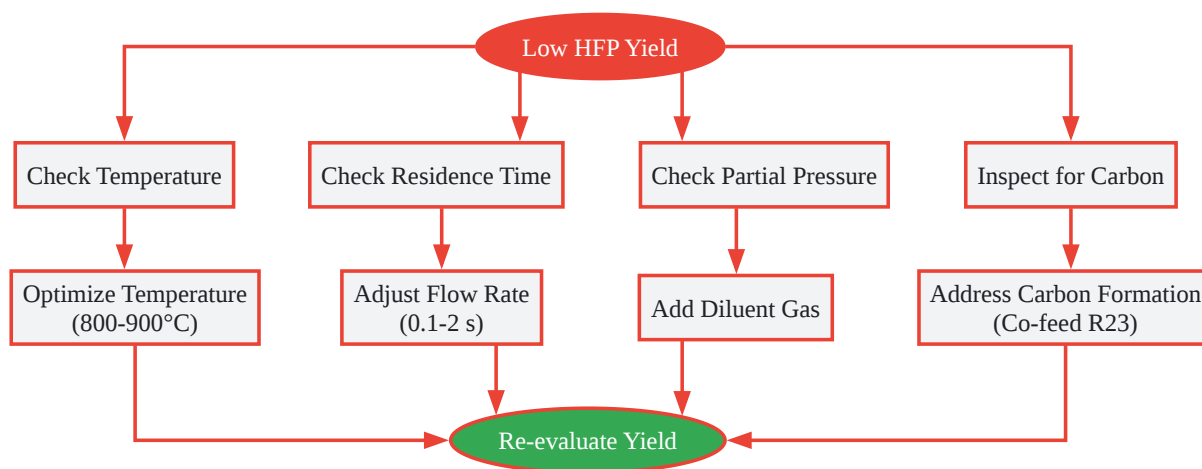 Low HFP Yield
Check Temperature
Check Residence Time
Check Partial Pressure
Inspect for Carbon
Optimize Temperature
(800-900°C)
Adjust Flow Rate
(0.1-2 s)
Add Diluent Gas
Address Carbon Formation
(Co-feed R23)
Re-evaluate Yield